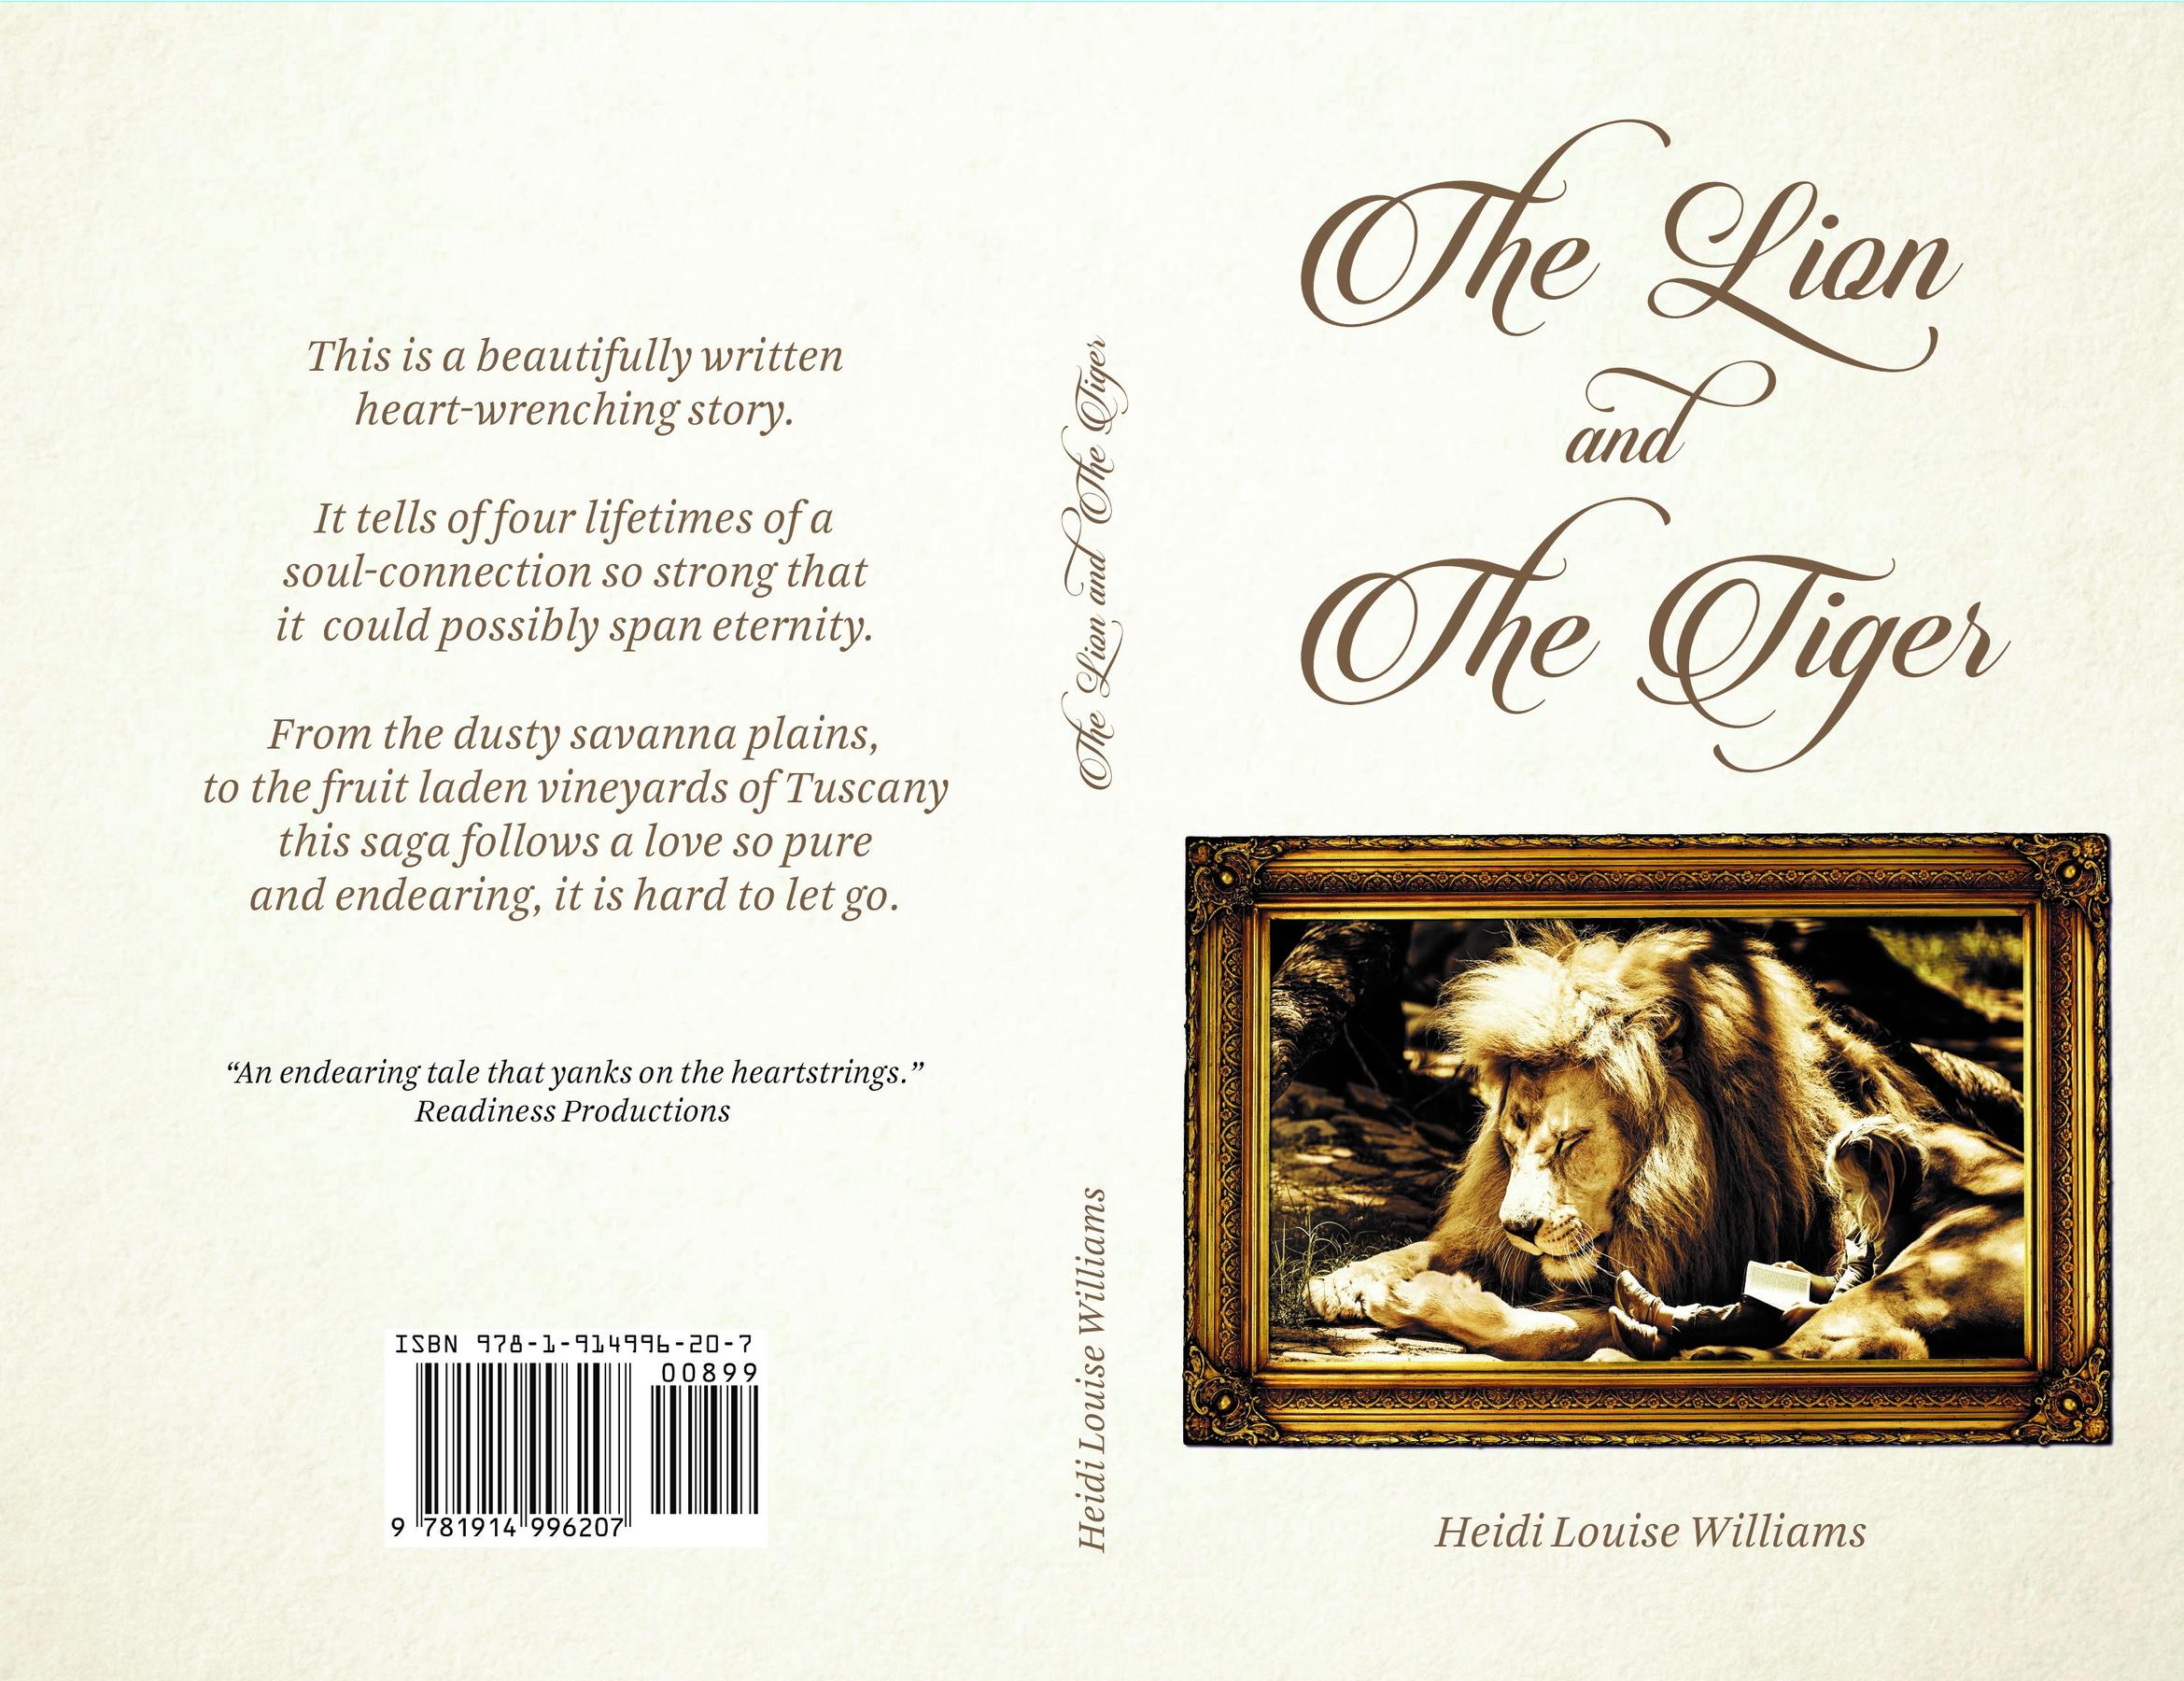 This is a beautifully written
heart-wrenching story.
It tells of four lifetimes of a
soul-connection so strong that
it  could possibly span eternity.
From the dusty savanna plains,
to the fruit laden vineyards of Tuscany
this saga follows a love so pure
and endearing, it is hard to let go.
“An endearing tale that yanks on the heartstrings.”
Readiness Productions
ISBN 978-1-914996-20-7
00899
9 781914 996207
The Lion and The Tiger
Heidi Louise Williams
The Lion
and
The Tiger
Heidi Louise Williams